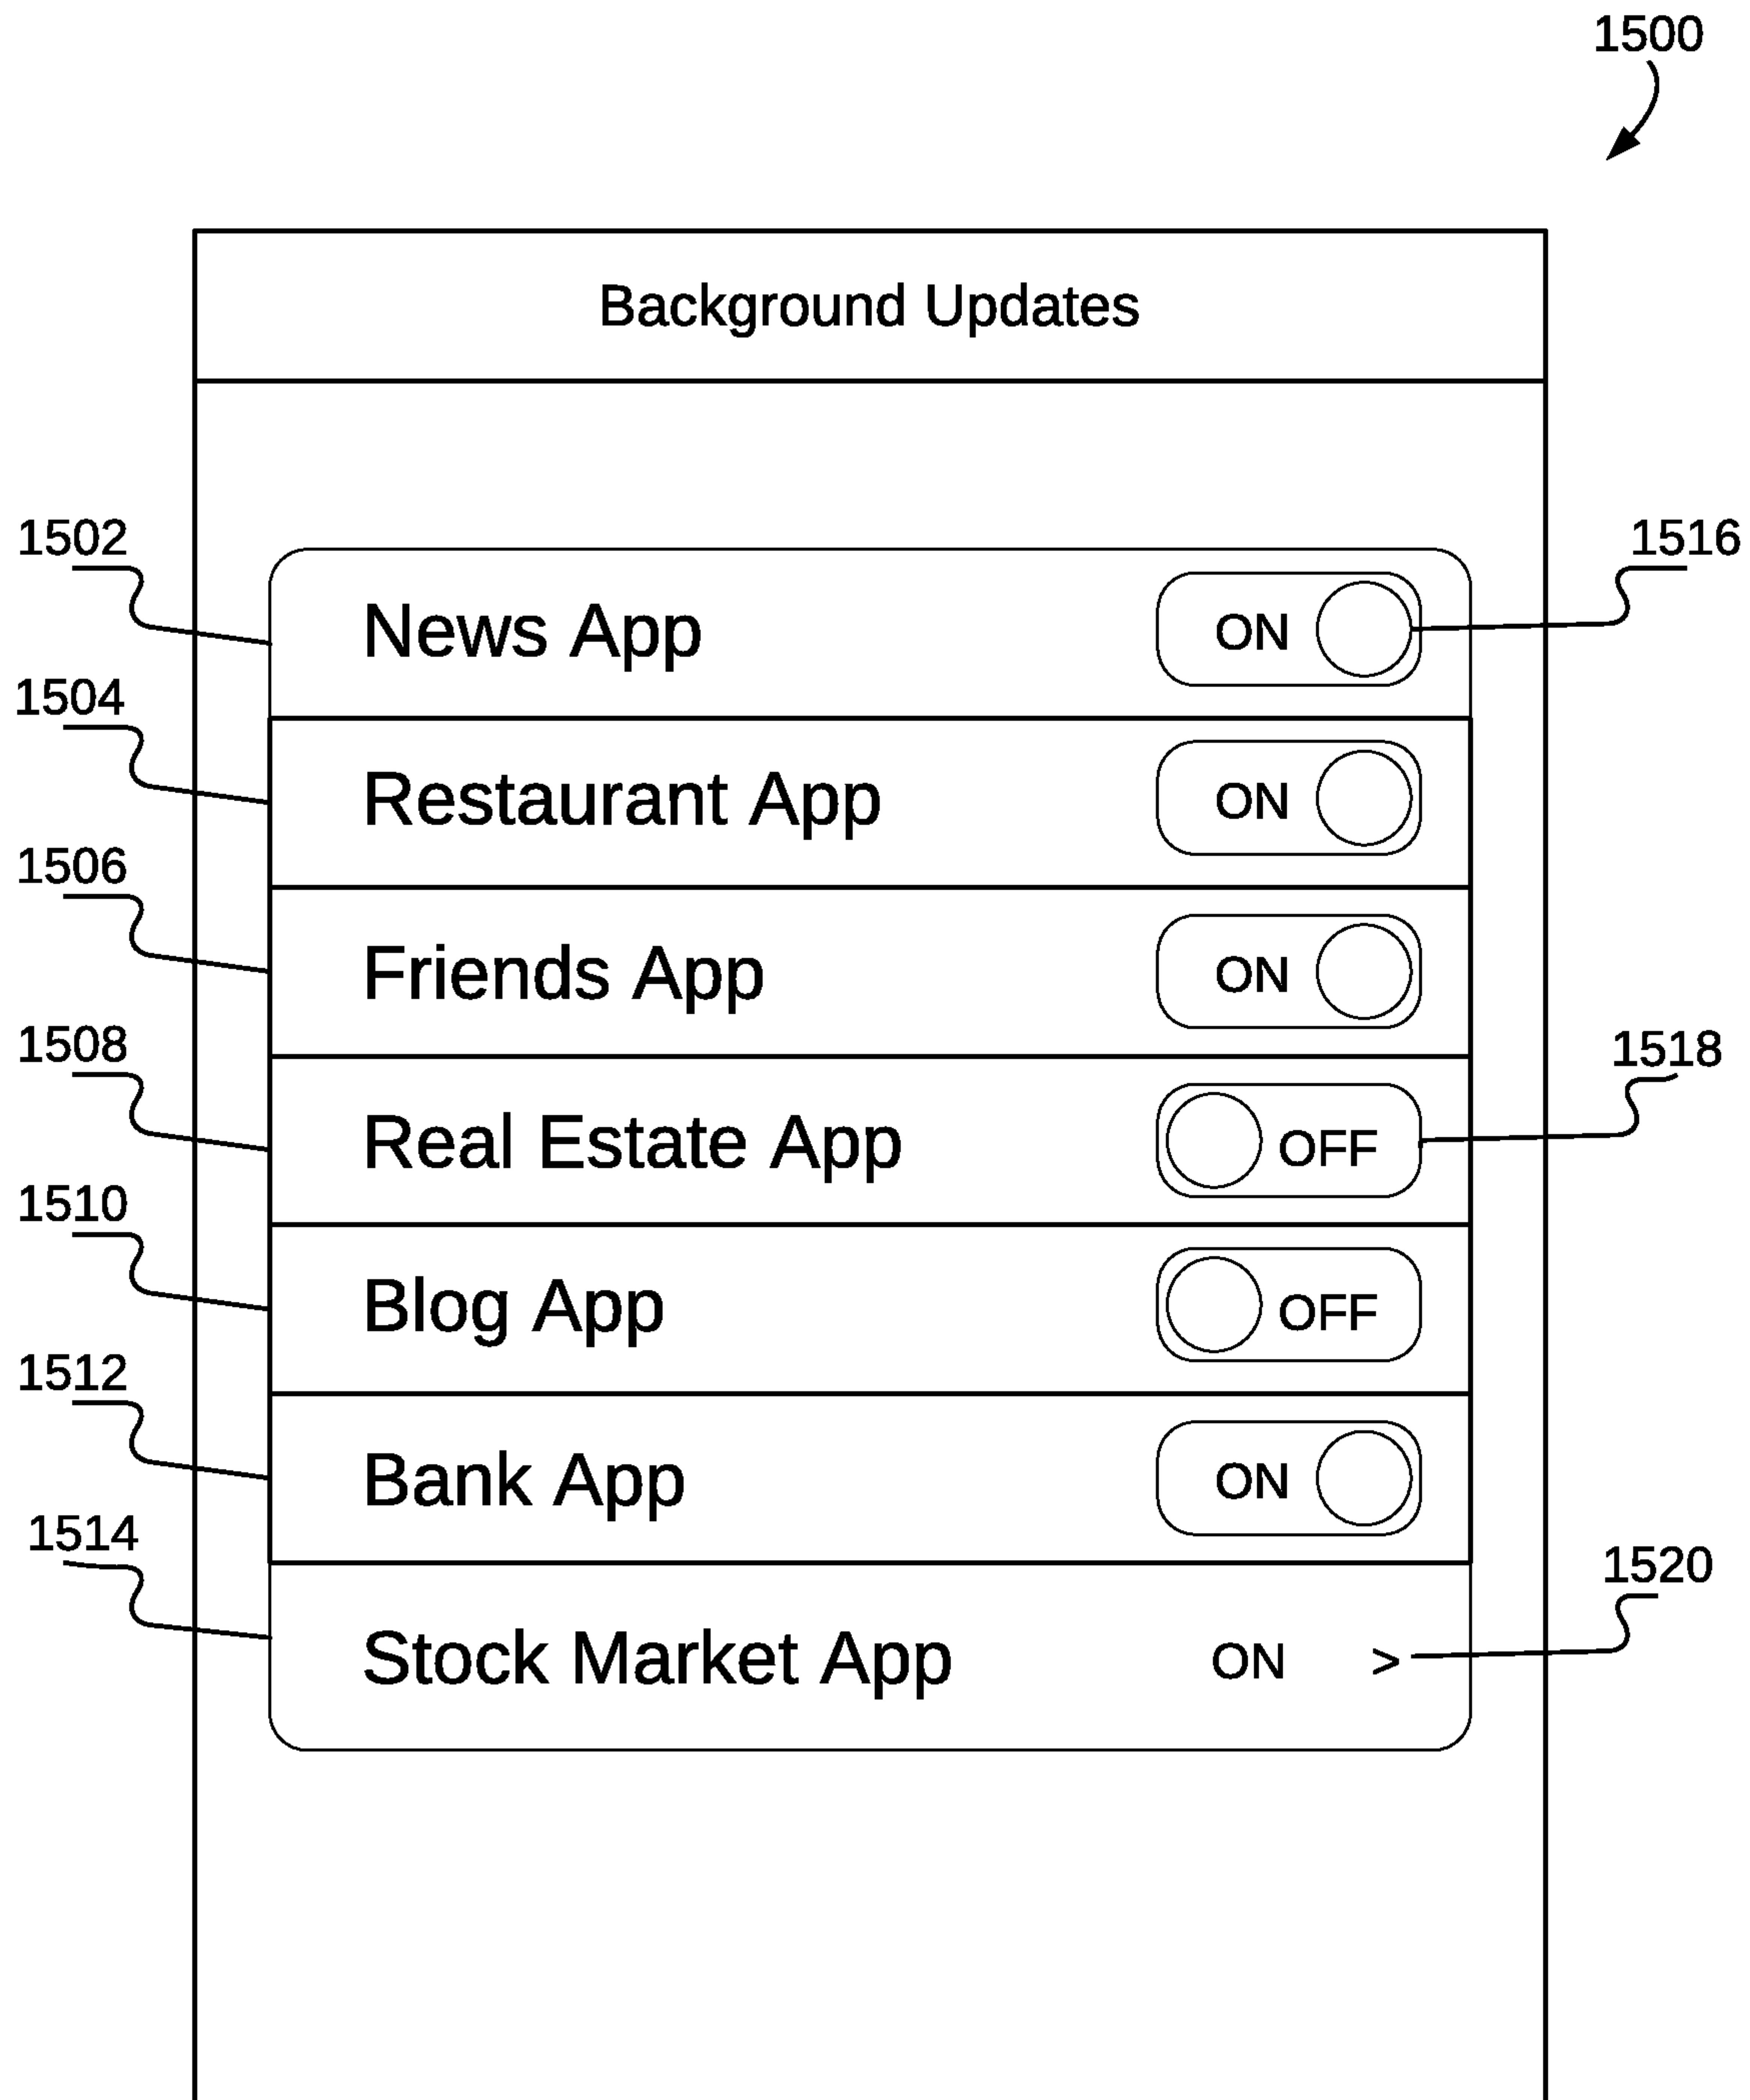 1500
Background Updates
1502
1516
News App ON
1504
Restaurant App ON
1506
Friends App ON
1508
1518
Real Estate App OFF
1510
Blog App OFF
1512
Bank App ON
1514
1520
Stock Market App ON >